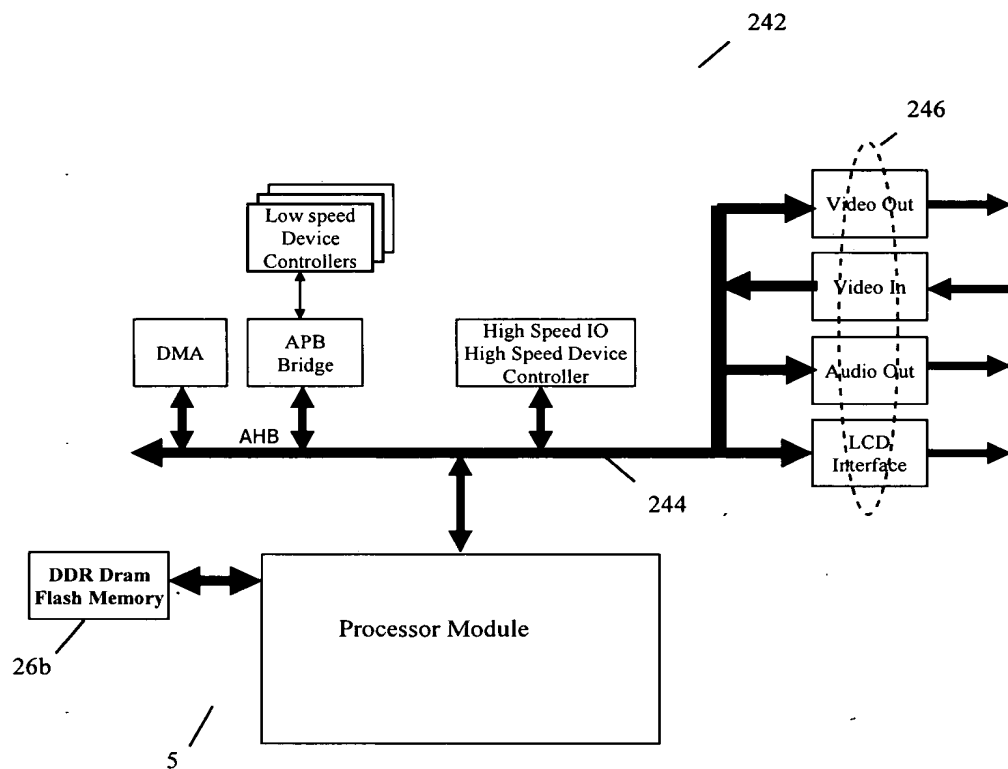 242
246
Video Out
Low speed
Device
Controllers
Video In
DMA
APB
Bridge
High Speed IO
High Speed Device
Controller
Audio Out
AHB
LCD
Interface
244
DDR Dram
Flash Memory
Processor Module
26b
5